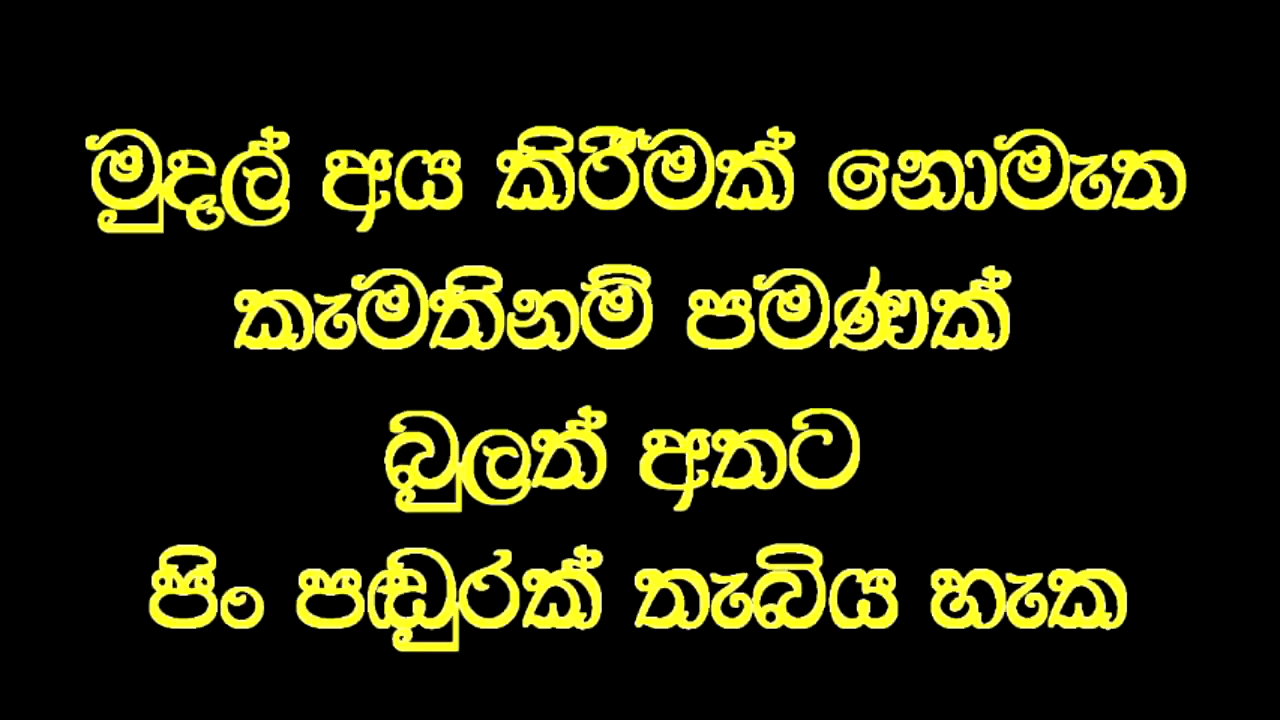 මුදල් අය කිරීමක් නොමැත
කැමතිනම් පමණක්
බුලත් අතට
පිං පඬුරක් තැබිය හැක